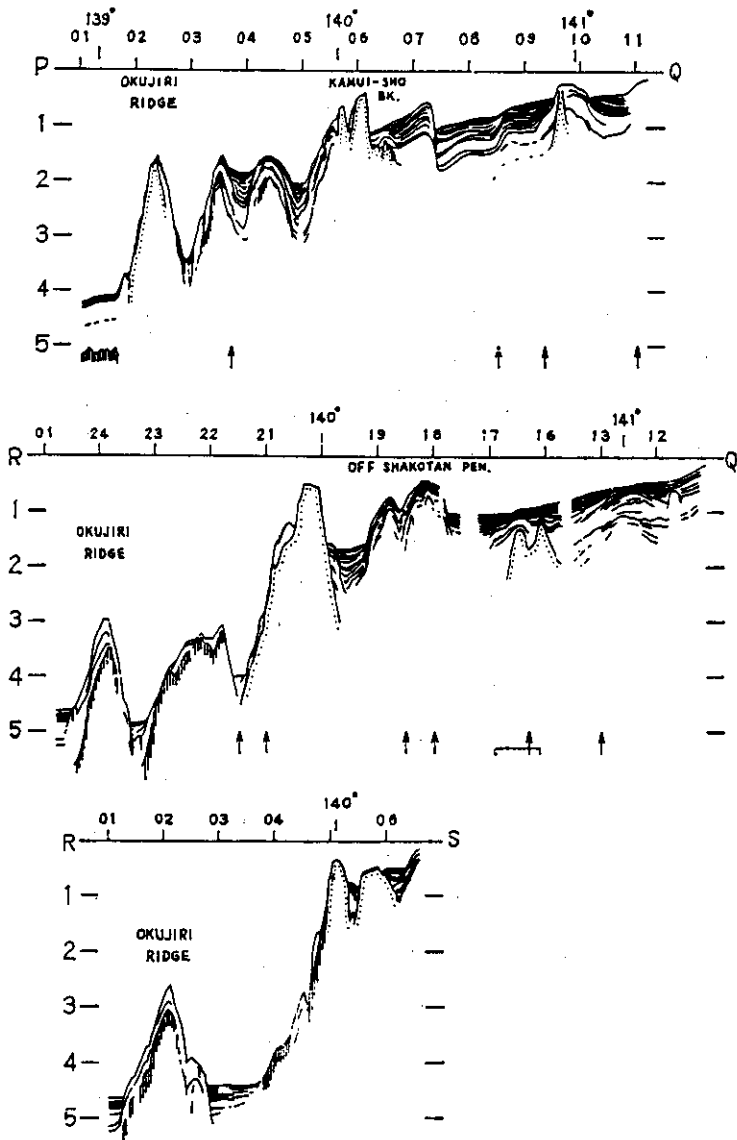 139° 140° 141°
01 02 03 04 05 06 07 08 09 10 11
P Q
OKUJIRI
RIDGE
KAMUI-SHO
BK.
1
2
3
4
5
140° 141°
01 24 23 22 21 19 18 17 16 13 12
R Q
OFF SHAKOTAN PEN.
OKUJIRI
RIDGE
1
2
3
4
5
140°
01 02 03 04 06
R S
OKUJIRI
RIDGE
1
2
3
4
5